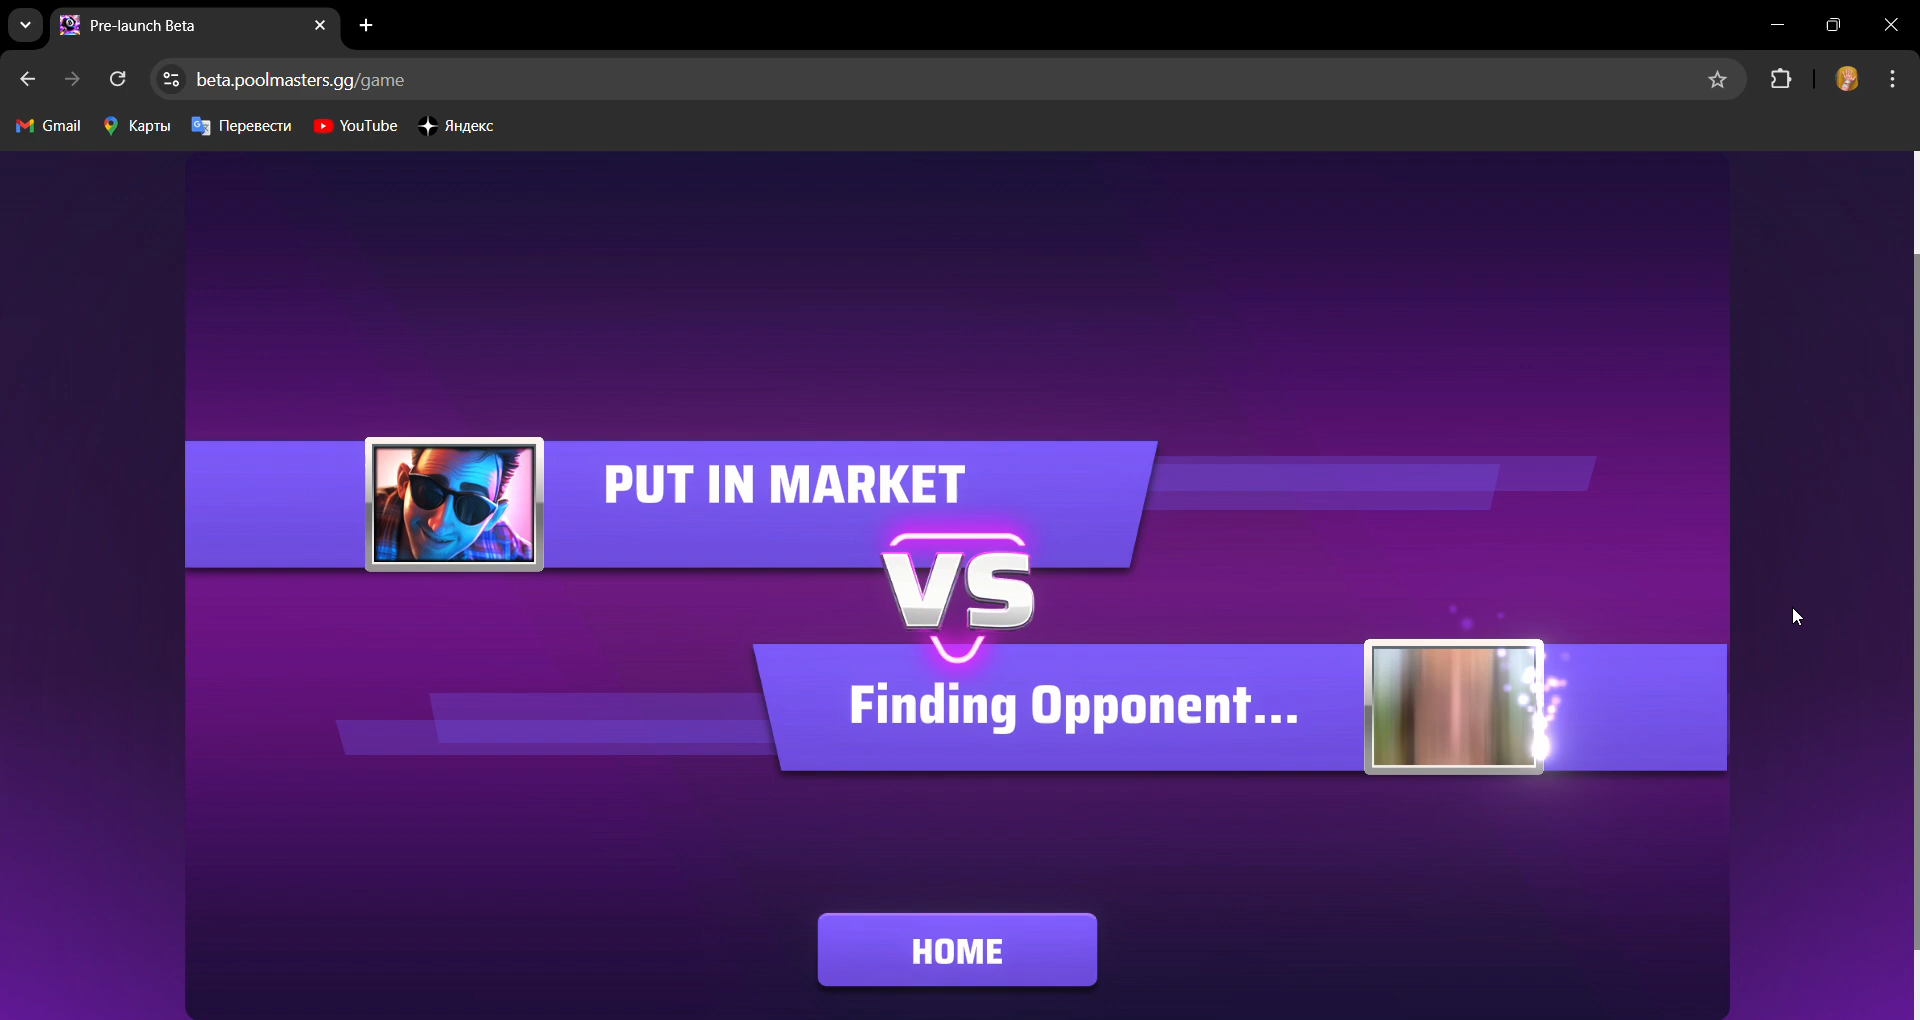 Pre-launch Beta
beta.poolmasters.gg/game
Gmail Карты Перевести YouTube Яндекс
PUT IN MARKET
VS
Finding Opponent...
HOME